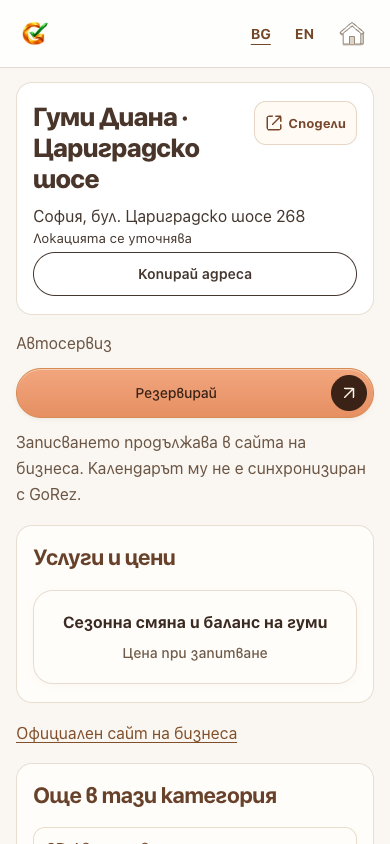 BG EN
Гуми Диана ·
Цариградско
шосе
Сподели
София, бул. Цариградско шосе 268
Локацията се уточнява
Копирай адреса
Автосервиз
Резервирай
Записването продължава в сайта на
бизнеса. Календарът му не е синхронизиран
с GoRez.
Услуги и цени
Сезонна смяна и баланс на гуми
Цена при запитване
Официален сайт на бизнеса
Още в тази категория